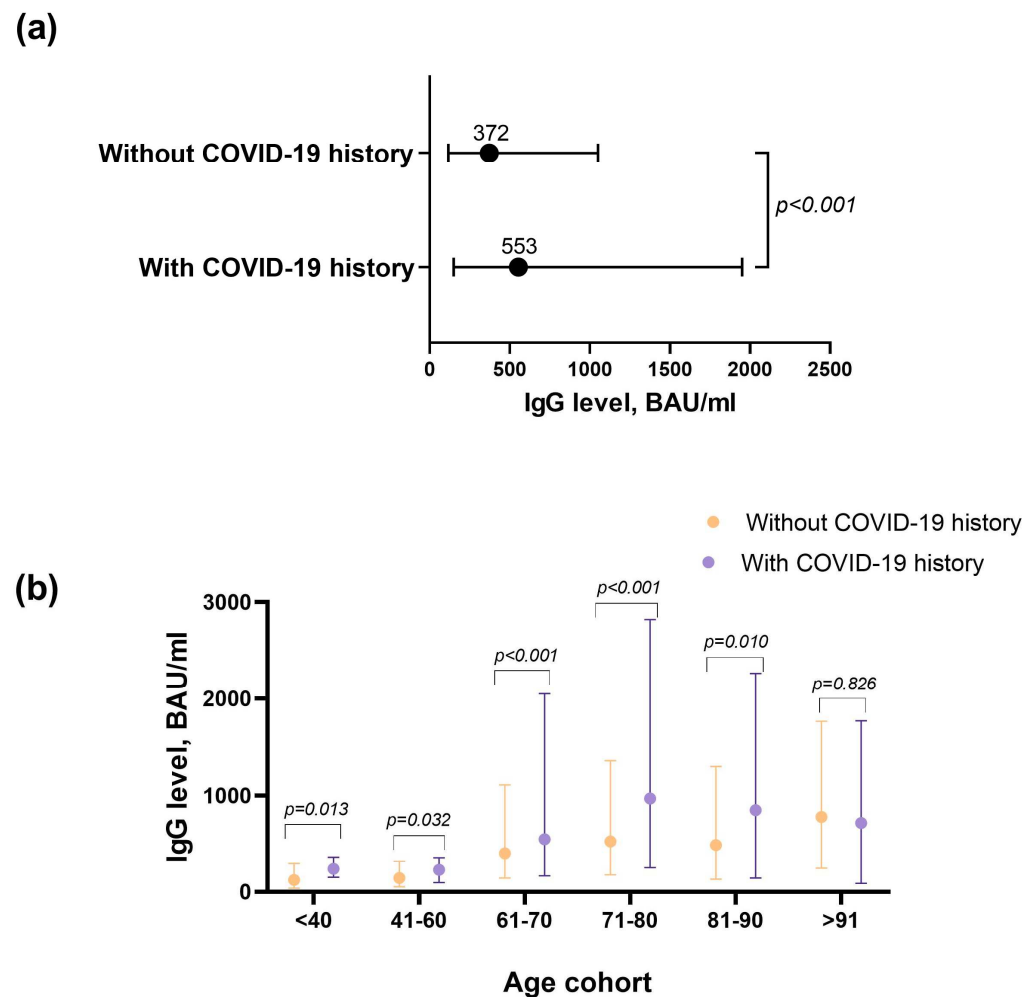 (a)
372
Without COVID-19 history
p<0.001
553
With COVID-19 history
0 500 1000 1500 2000 2500
IgG level, BAU/ml
Without COVID-19 history
With COVID-19 history
(b)
p<0.001
3000
p=0.010
p<0.001
p=0.826
2000
IgG level, BAU/ml
1000
p=0.013
p=0.032
0
<40 41-60 61-70 71-80 81-90 >91
Age cohort